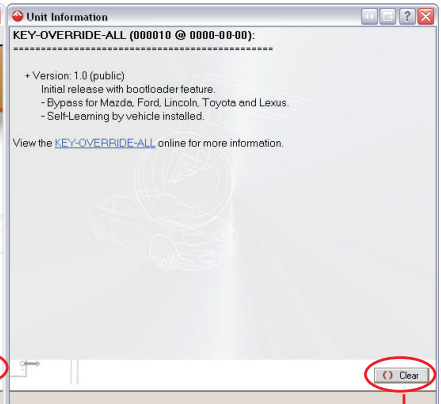 Unit Information
KEY-OVERRIDE-ALL (000010 @ 0000-00-00):
================================================
+ Version: 1.0 (public)
Initial release with bootloader feature.
- Bypass for Mazda, Ford, Lincoln, Toyota and Lexus.
- Self-Learning by vehicle installed.
View the KEY-OVERRIDE-ALL online for more information.
Clear